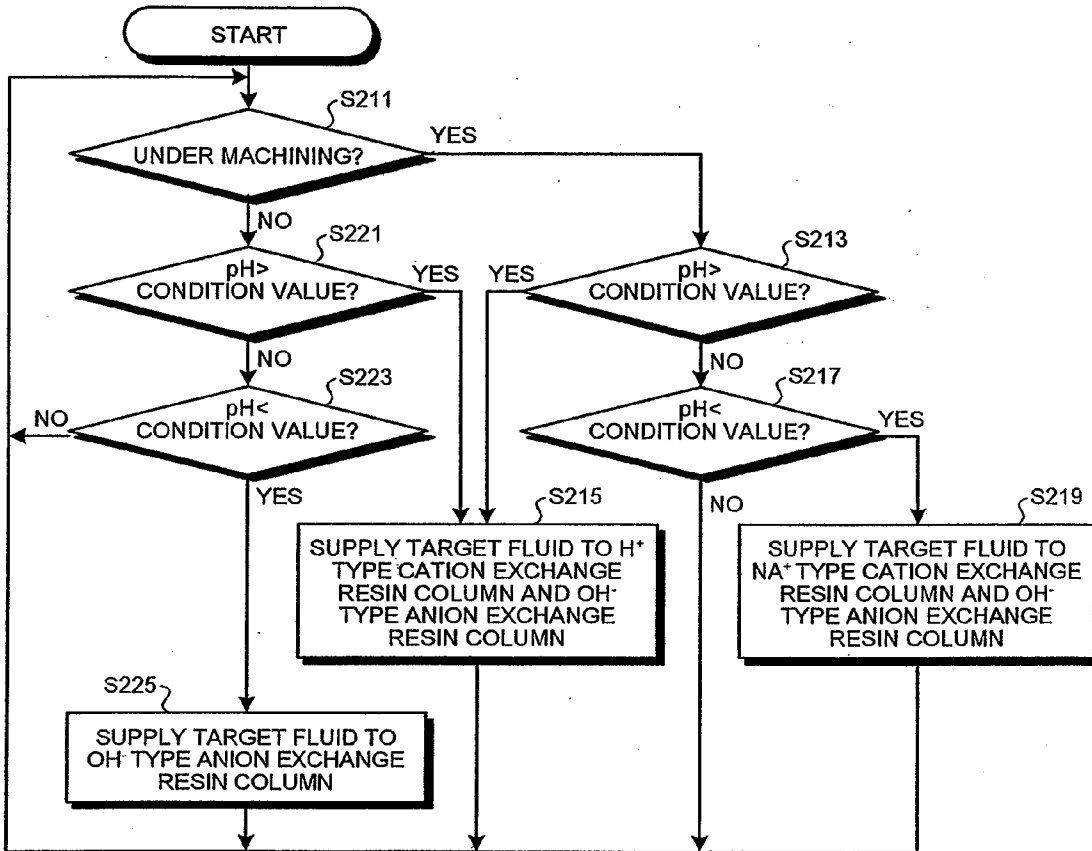 START
S211
UNDER MACHINING?
YES
NO
S221
pH>
CONDITION VALUE?
YES
YES
S213
pH>
CONDITION VALUE?
NO
NO
S223
pH<
CONDITION VALUE?
NO
YES
S217
pH<
CONDITION VALUE?
YES
NO
S215
SUPPLY TARGET FLUID TO H⁺
TYPE CATION EXCHANGE
RESIN COLUMN AND OH⁻
TYPE ANION EXCHANGE
RESIN COLUMN
S219
SUPPLY TARGET FLUID TO
NA⁺ TYPE CATION EXCHANGE
RESIN COLUMN AND OH⁻
TYPE ANION EXCHANGE
RESIN COLUMN
S225
SUPPLY TARGET FLUID TO
OH⁻ TYPE ANION EXCHANGE
RESIN COLUMN